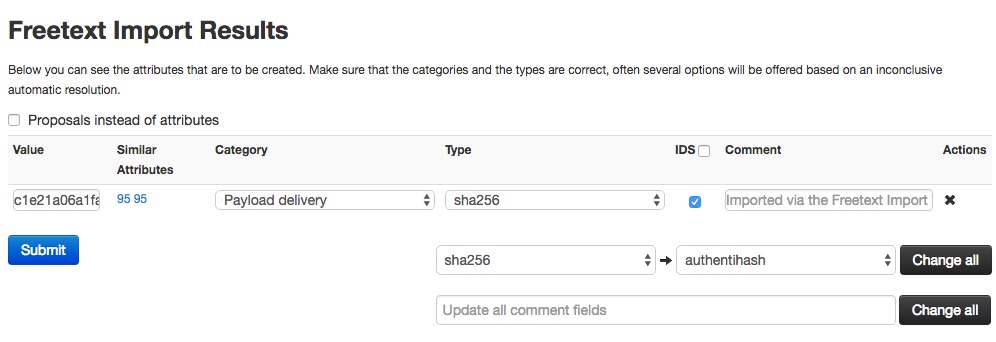 Freetext Import Results
Below you can see the attributes that are to be created. Make sure that the categories and the types are correct, often several options will be offered based on an inconclusive
automatic resolution.
Proposals instead of attributes
Value Similar Attributes Category Type IDS Comment Actions
c1e21a06a1fa 95 95 Payload delivery sha256 Imported via the Freetext Import
Submit
sha256 authentihash Change all
Update all comment fields Change all